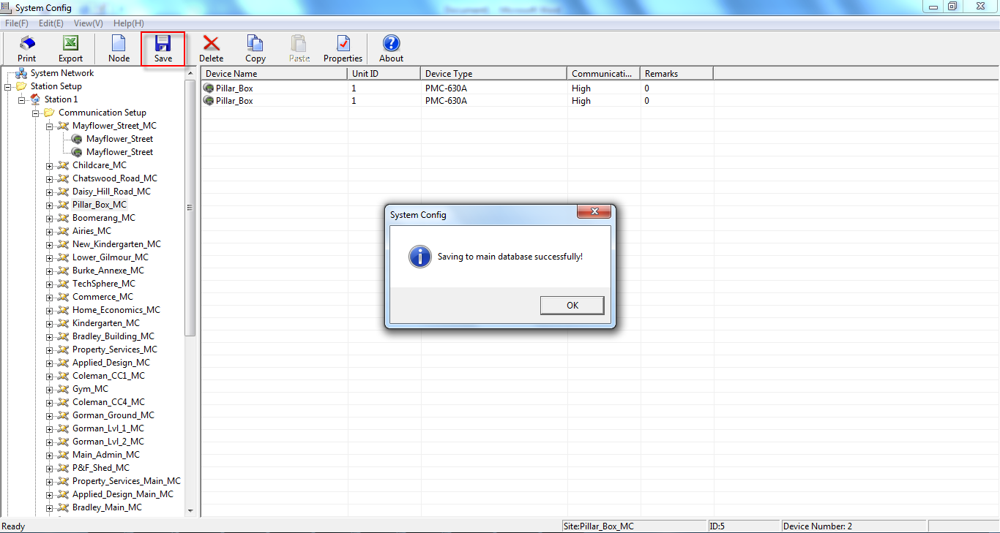 System Config
File(F) Edit(E) View(V) Help(H)
Print Export Node Save Delete Copy Paste Properties About
System Network
Station Setup
Station 1
Communication Setup
Mayflower_Street_MC
Mayflower_Street
Mayflower_Street
Childcare_MC
Chatswood_Road_MC
Daisy_Hill_Road_MC
Pillar_Box_MC
Boomerang_MC
Airies_MC
New_Kindergarten_MC
Lower_Gilmour_MC
Burke_Annexe_MC
TechSphere_MC
Commerce_MC
Home_Economics_MC
Kindergarten_MC
Bradley_Building_MC
Property_Services_MC
Applied_Design_MC
Coleman_CC1_MC
Gym_MC
Coleman_CC4_MC
Gorman_Ground_MC
Gorman_Lvl_1_MC
Gorman_Lvl_2_MC
Main_Admin_MC
P&F_Shed_MC
Property_Services_Main_MC
Applied_Design_Main_MC
Bradley_Main_MC
Device Name Unit ID Device Type Communicati... Remarks
Pillar_Box 1 PMC-630A High 0
Pillar_Box 1 PMC-630A High 0
System Config
Saving to main database successfully!
OK
Ready Site:Pillar_Box_MC ID:5 Device Number: 2